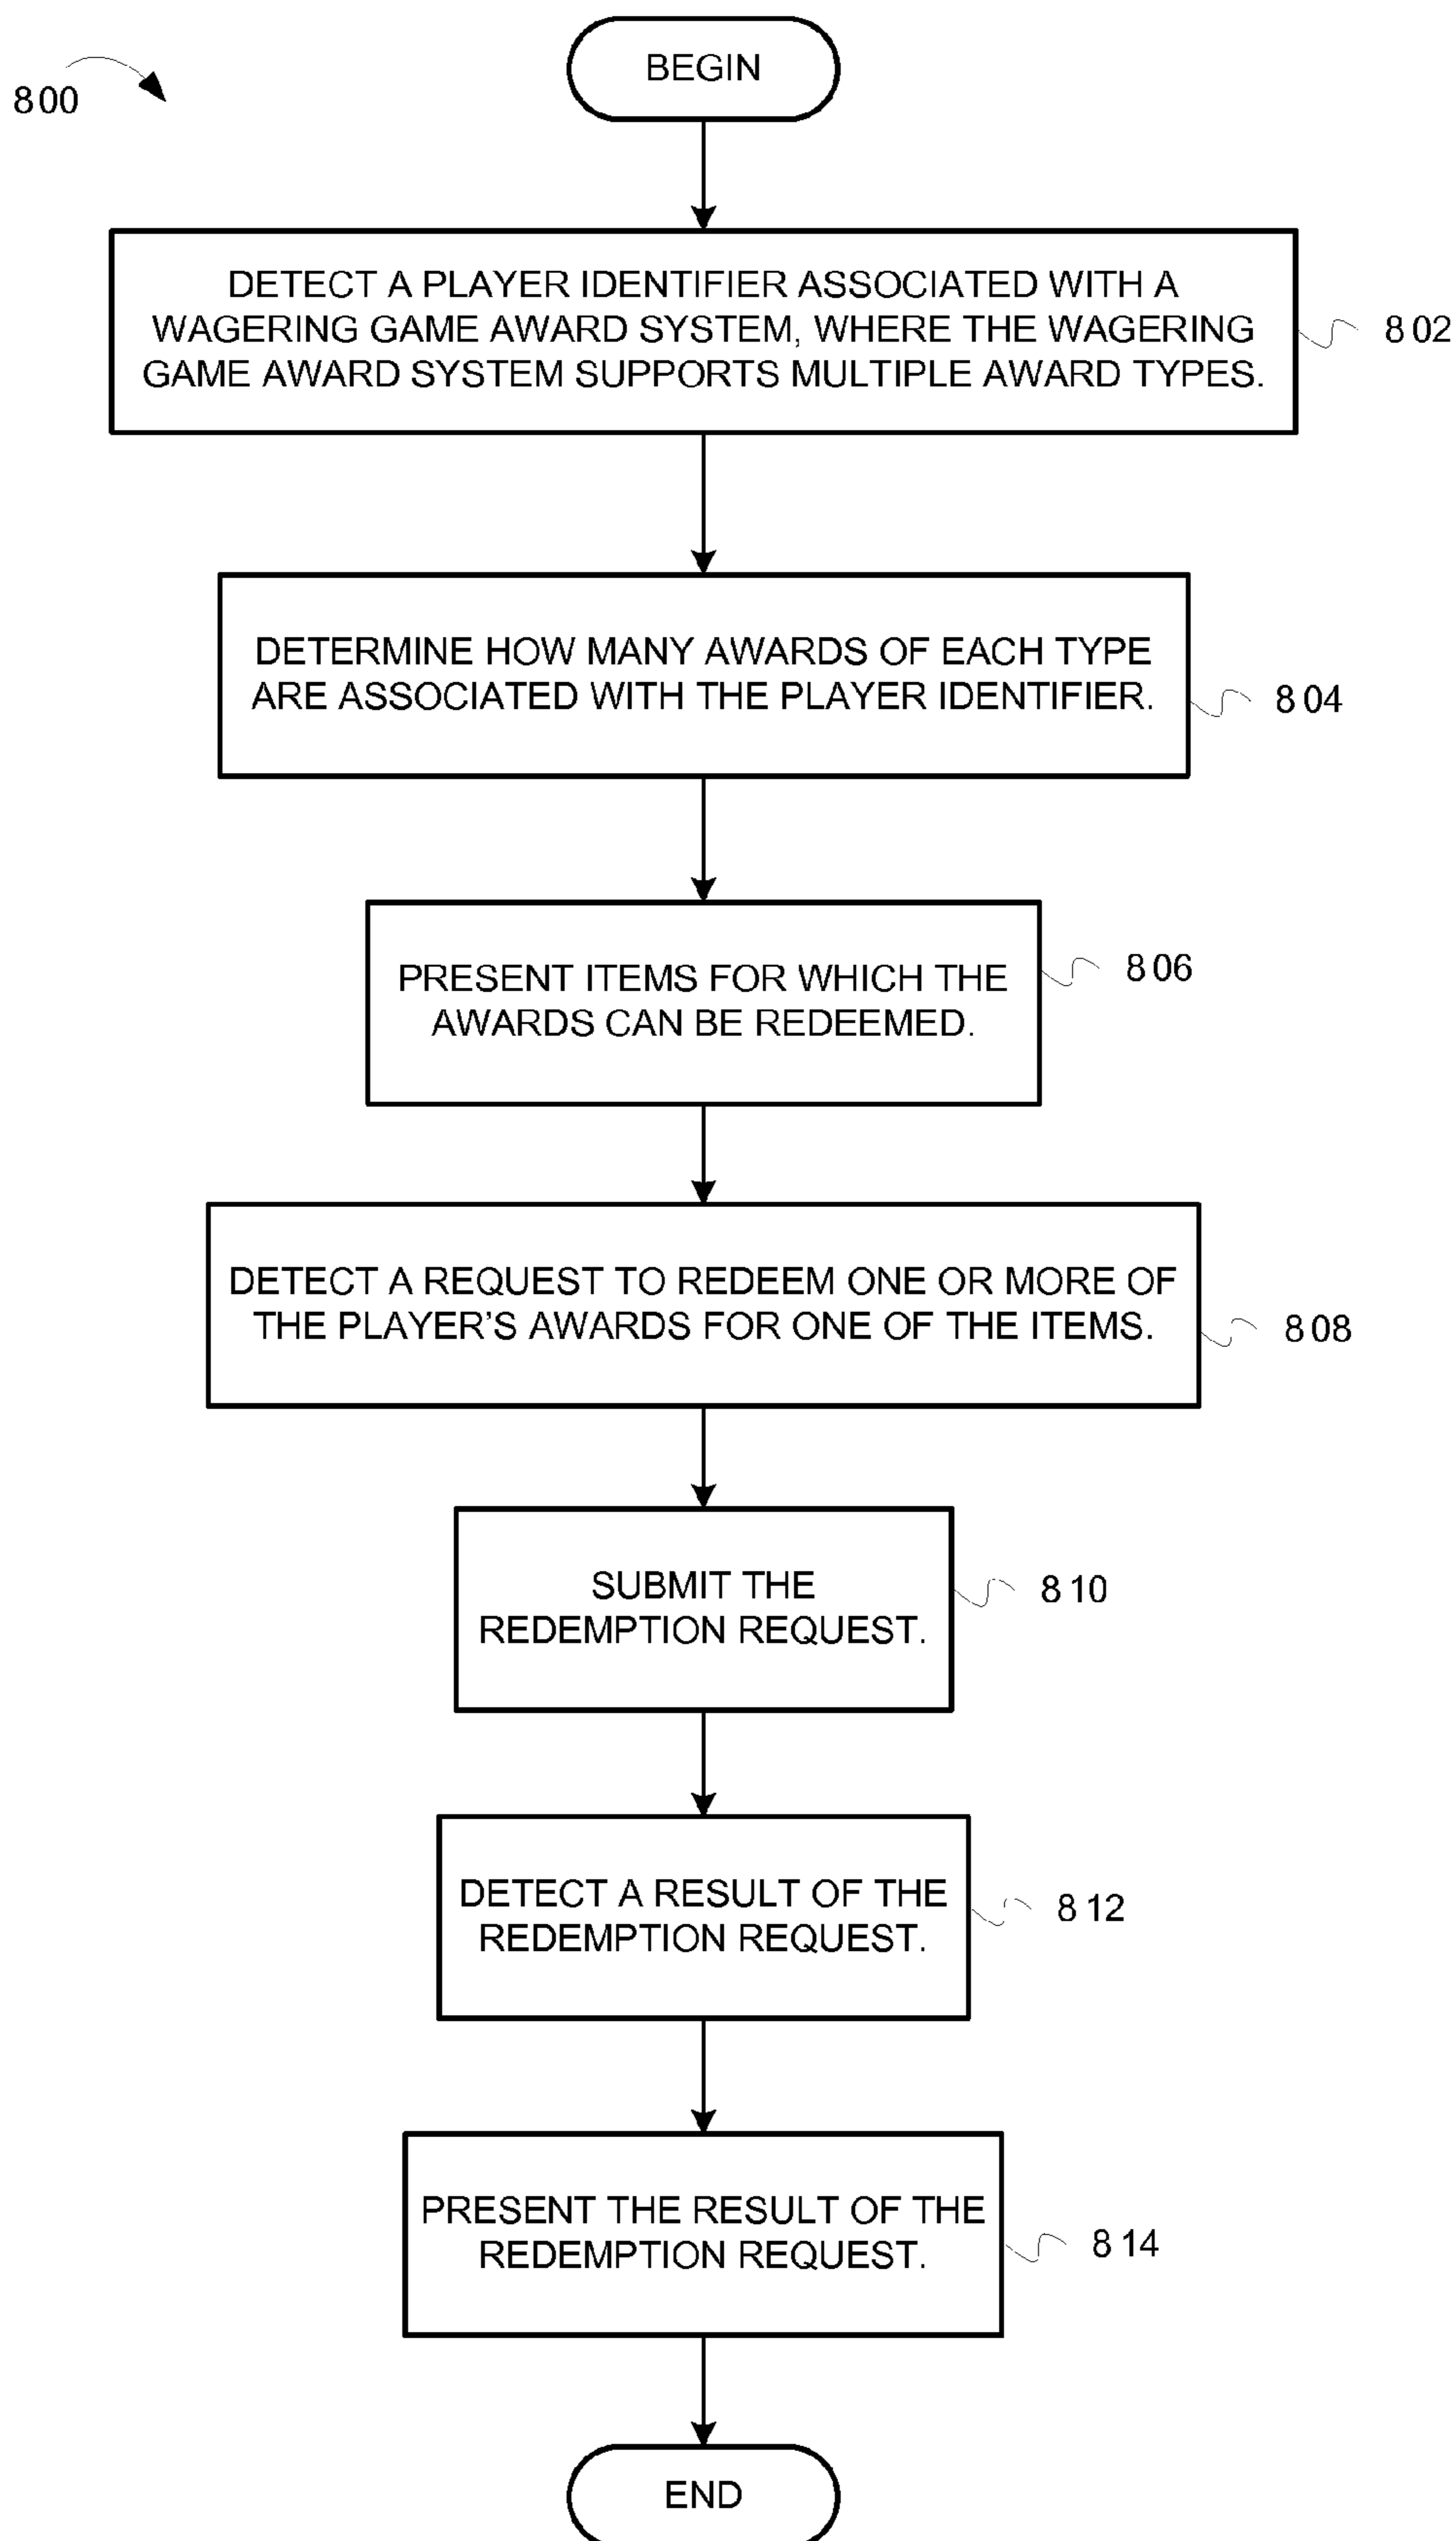 BEGIN
800
DETECT A PLAYER IDENTIFIER ASSOCIATED WITH A
WAGERING GAME AWARD SYSTEM, WHERE THE WAGERING
GAME AWARD SYSTEM SUPPORTS MULTIPLE AWARD TYPES.
802
DETERMINE HOW MANY AWARDS OF EACH TYPE
ARE ASSOCIATED WITH THE PLAYER IDENTIFIER.
804
PRESENT ITEMS FOR WHICH THE
AWARDS CAN BE REDEEMED.
806
DETECT A REQUEST TO REDEEM ONE OR MORE OF
THE PLAYER'S AWARDS FOR ONE OF THE ITEMS.
808
SUBMIT THE
REDEMPTION REQUEST.
810
DETECT A RESULT OF THE
REDEMPTION REQUEST.
812
PRESENT THE RESULT OF THE
REDEMPTION REQUEST.
814
END